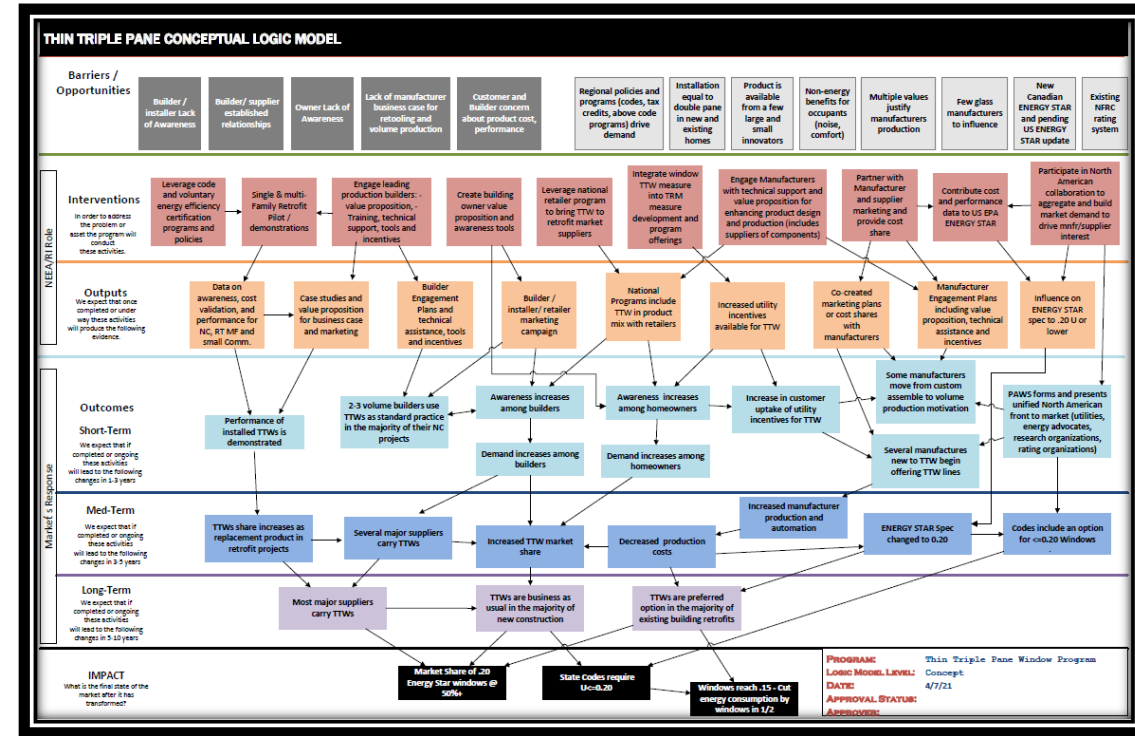 THIN TRIPLE PANE CONCEPTUAL LOGIC MODEL
Barriers /
Opportunities
Builder /
installer Lack
of Awareness
Builder/ supplier
established
relationships
Owner Lack of
Awareness
Lack of manufacturer
business case for
retooling and
volume production
Customer and
Builder concern
about product cost,
performance
Regional policies and
programs (codes, tax
credits, above code
programs) drive
demand
Installation
equal to
double pane
in new and
existing
homes
Product is
available
from a few
large and
small
innovators
Non-energy
benefits for
occupants
(noise,
comfort)
Multiple values
justify
manufacturers
production
Few glass
manufacturers
to influence
New
Canadian
ENERGY STAR
and pending
US ENERGY
STAR update
Existing
NFRC
rating
system
NEEA/RI Role
Interventions
In order to address
the problem or
asset the program will
conduct
these activities.
Leverage code
and voluntary
energy efficiency
certification
programs and
policies
Single & multi-
Family Retrofit
Pilot /
demonstrations
Engage leading
production builders: -
value proposition, -
Training, technical
support, tools and
incentives
Create building
owner value
proposition and
awareness tools
Leverage national
retailer program
to bring TTW to
retrofit market
suppliers
Integrate window
TTW measure
into TRM
measure
development and
program
offerings
Engage Manufacturers
with technical support and
value proposition for
enhancing product design
and production (includes
suppliers of components)
Partner with
Manufacturer
and supplier
marketing and
provide cost
share
Contribute cost
and performance
data to US EPA
ENERGY STAR
Participate in North
American
collaboration to
aggregate and build
market demand to
drive mnfr/supplier
interest
Outputs
We expect that once
completed or under
way these activities
will produce the following
evidence.
Data on
awareness, cost
validation, and
performance for
NC, RT MF and
small Comm.
Case studies and
value proposition
for business case
and marketing
Builder
Engagement
Plans and
technical
assistance, tools
and incentives
Builder /
installer/ retailer
marketing
campaign
National
Programs include
TTW in product
mix with retailers
Increased utility
incentives
available for TTW
Co-created
marketing plans
or cost shares
with
manufacturers
Manufacturer
Engagement Plans
including value
proposition, technical
assistance and
incentives
Influence on
ENERGY STAR
spec to .20 U or
lower
Market's Response
Outcomes
Short-Term
We expect that if
completed or ongoing
these activities
will lead to the following
changes in 1-3 years
Performance of
installed TTWs is
demonstrated
2-3 volume builders use
TTWs as standard practice
in the majority of their NC
projects
Awareness increases
among builders
Awareness increases
among homeowners
Increase in customer
uptake of utility
incentives for TTW
Some manufacturers
move from custom
assemble to volume
production motivation
PAWS forms and presents
unified North American
front to market (utilities,
energy advocates,
research organizations,
rating organizations)
Demand increases among
builders
Demand increases among
homeowners
Several manufactures
new to TTW begin
offering TTW lines
Med-Term
We expect that if
completed or ongoing
these activities
will lead to the following
changes in 3-5 years
TTWs share increases as
replacement product in
retrofit projects
Several major suppliers
carry TTWs
Increased TTW market
share
Decreased production
costs
Increased manufacturer
production and
automation
ENERGY STAR Spec
changed to 0.20
Codes include an option
for <=0.20 Windows
.
Long-Term
We expect that if
completed or ongoing
these activities
will lead to the following
changes in 5-10 years
Most major suppliers
carry TTWs
TTWs are business as
usual in the majority of
new construction
TTWs are preferred
option in the majority of
existing building retrofits
IMPACT
What is the final state of the
market after it has
transformed?
Market Share of .20
Energy Star windows @
50%+
State Codes require
U<=0.20
Windows reach .15 - Cut
energy consumption by
windows in 1/2
PROGRAM: Thin Triple Pane Window Program
LOGIC MODEL LEVEL: Concept
DATE: 4/7/21
APPROVAL STATUS:
APPROVER: